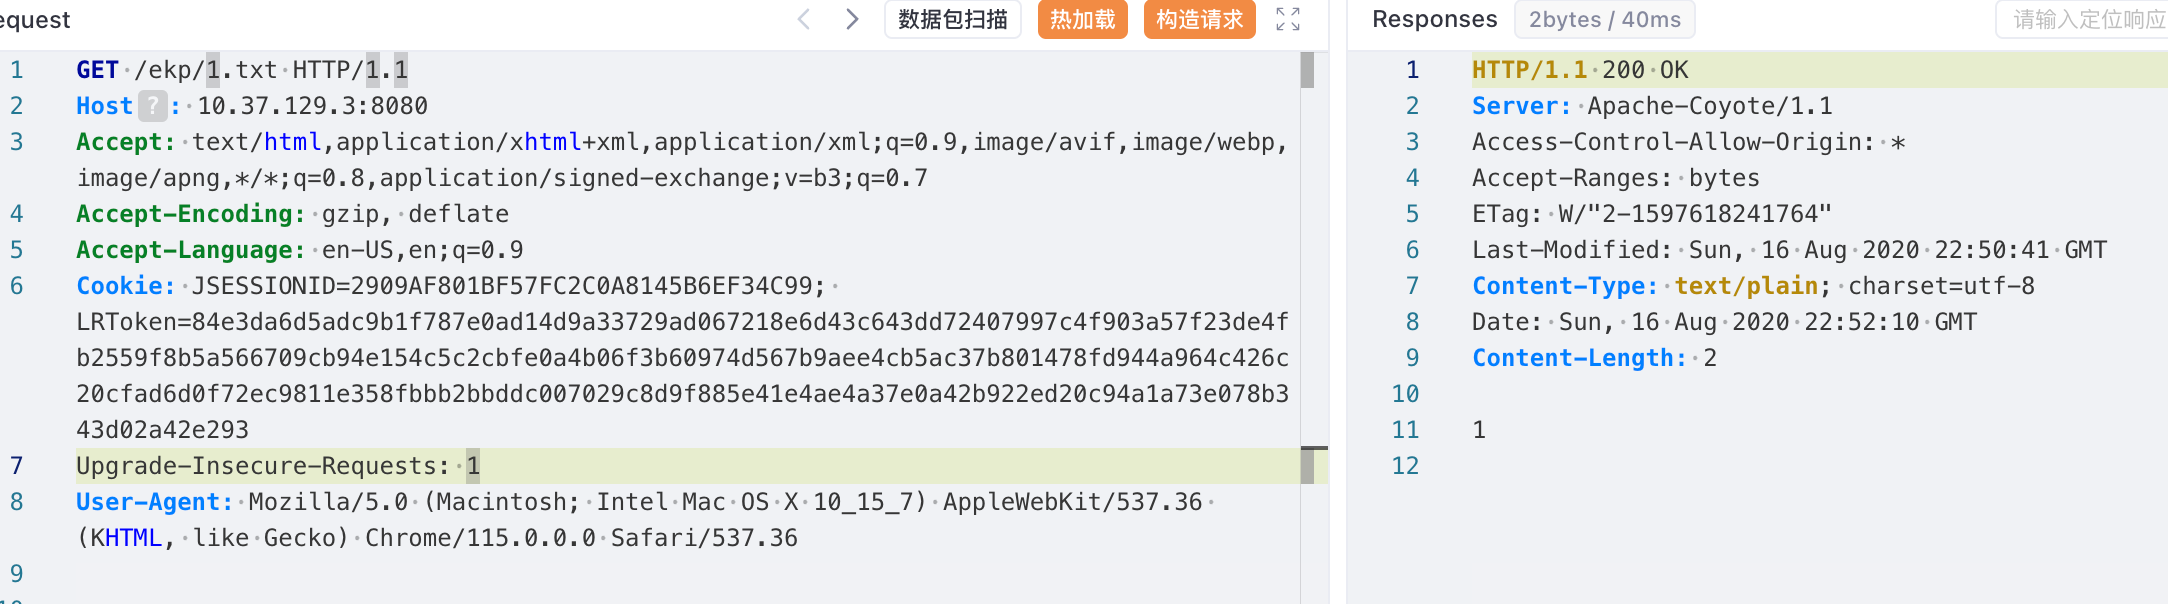 equest
数据包扫描
热加载
构造请求
1 GET /ekp/1.txt HTTP/1.1
2 Host ? : 10.37.129.3:8080
3 Accept: text/html,application/xhtml+xml,application/xml;q=0.9,image/avif,image/webp,
image/apng,*/*;q=0.8,application/signed-exchange;v=b3;q=0.7
4 Accept-Encoding: gzip, deflate
5 Accept-Language: en-US,en;q=0.9
6 Cookie: JSESSIONID=2909AF801BF57FC2C0A8145B6EF34C99;
LRToken=84e3da6d5adc9b1f787e0ad14d9a33729ad067218e6d43c643dd72407997c4f903a57f23de4f
b2559f8b5a566709cb94e154c5c2cbfe0a4b06f3b60974d567b9aee4cb5ac37b801478fd944a964c426c
20cfad6d0f72ec9811e358fbbb2bbddc007029c8d9f885e41e4ae4a37e0a42b922ed20c94a1a73e078b3
43d02a42e293
7 Upgrade-Insecure-Requests: 1
8 User-Agent: Mozilla/5.0 (Macintosh; Intel Mac OS X 10_15_7) AppleWebKit/537.36
(KHTML, like Gecko) Chrome/115.0.0.0 Safari/537.36
9
Responses
2bytes / 40ms
请输入定位响应
1 HTTP/1.1 200 OK
2 Server: Apache-Coyote/1.1
3 Access-Control-Allow-Origin: *
4 Accept-Ranges: bytes
5 ETag: W/"2-1597618241764"
6 Last-Modified: Sun, 16 Aug 2020 22:50:41 GMT
7 Content-Type: text/plain; charset=utf-8
8 Date: Sun, 16 Aug 2020 22:52:10 GMT
9 Content-Length: 2
10
11 1
12